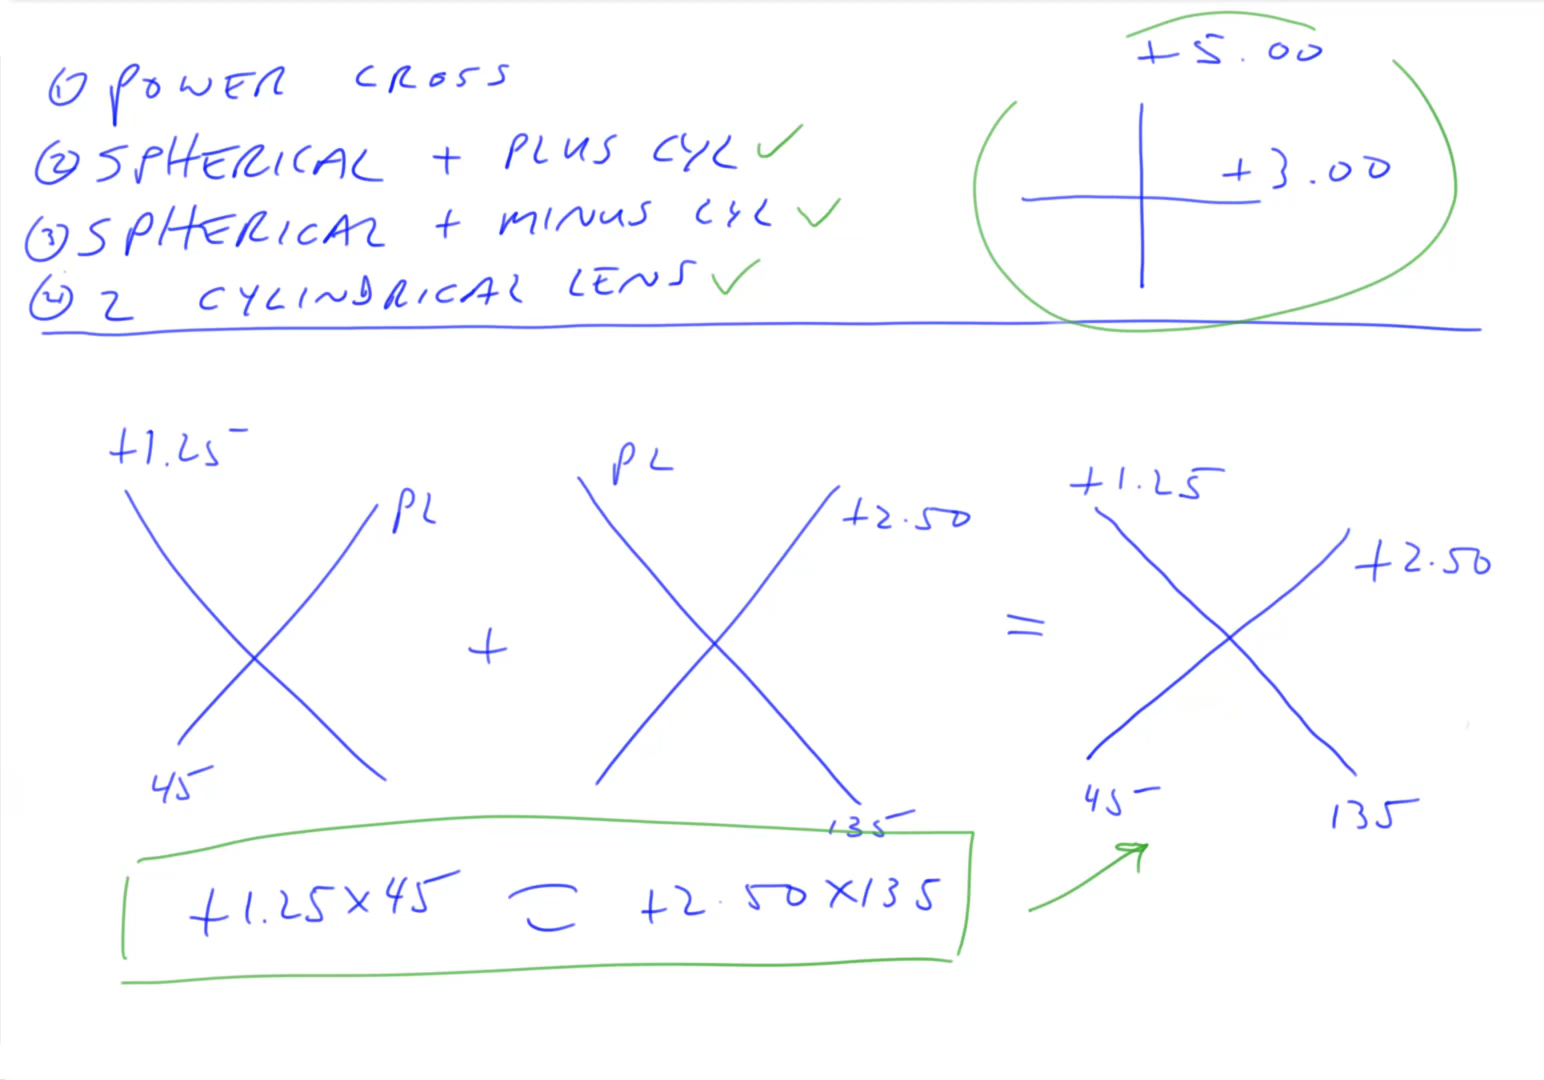 ① POWER CROSS
② SPHERICAL + PLUS CYL ✓
③ SPHERICAL + MINUS CYL ✓
④ 2 CYLINDRICAL LENS ✓
+5.00
+3.00
+1.25
PL
45
+
PL
+2.50
135
=
+1.25
+2.50
45
135
+1.25×45 = +2.50×135